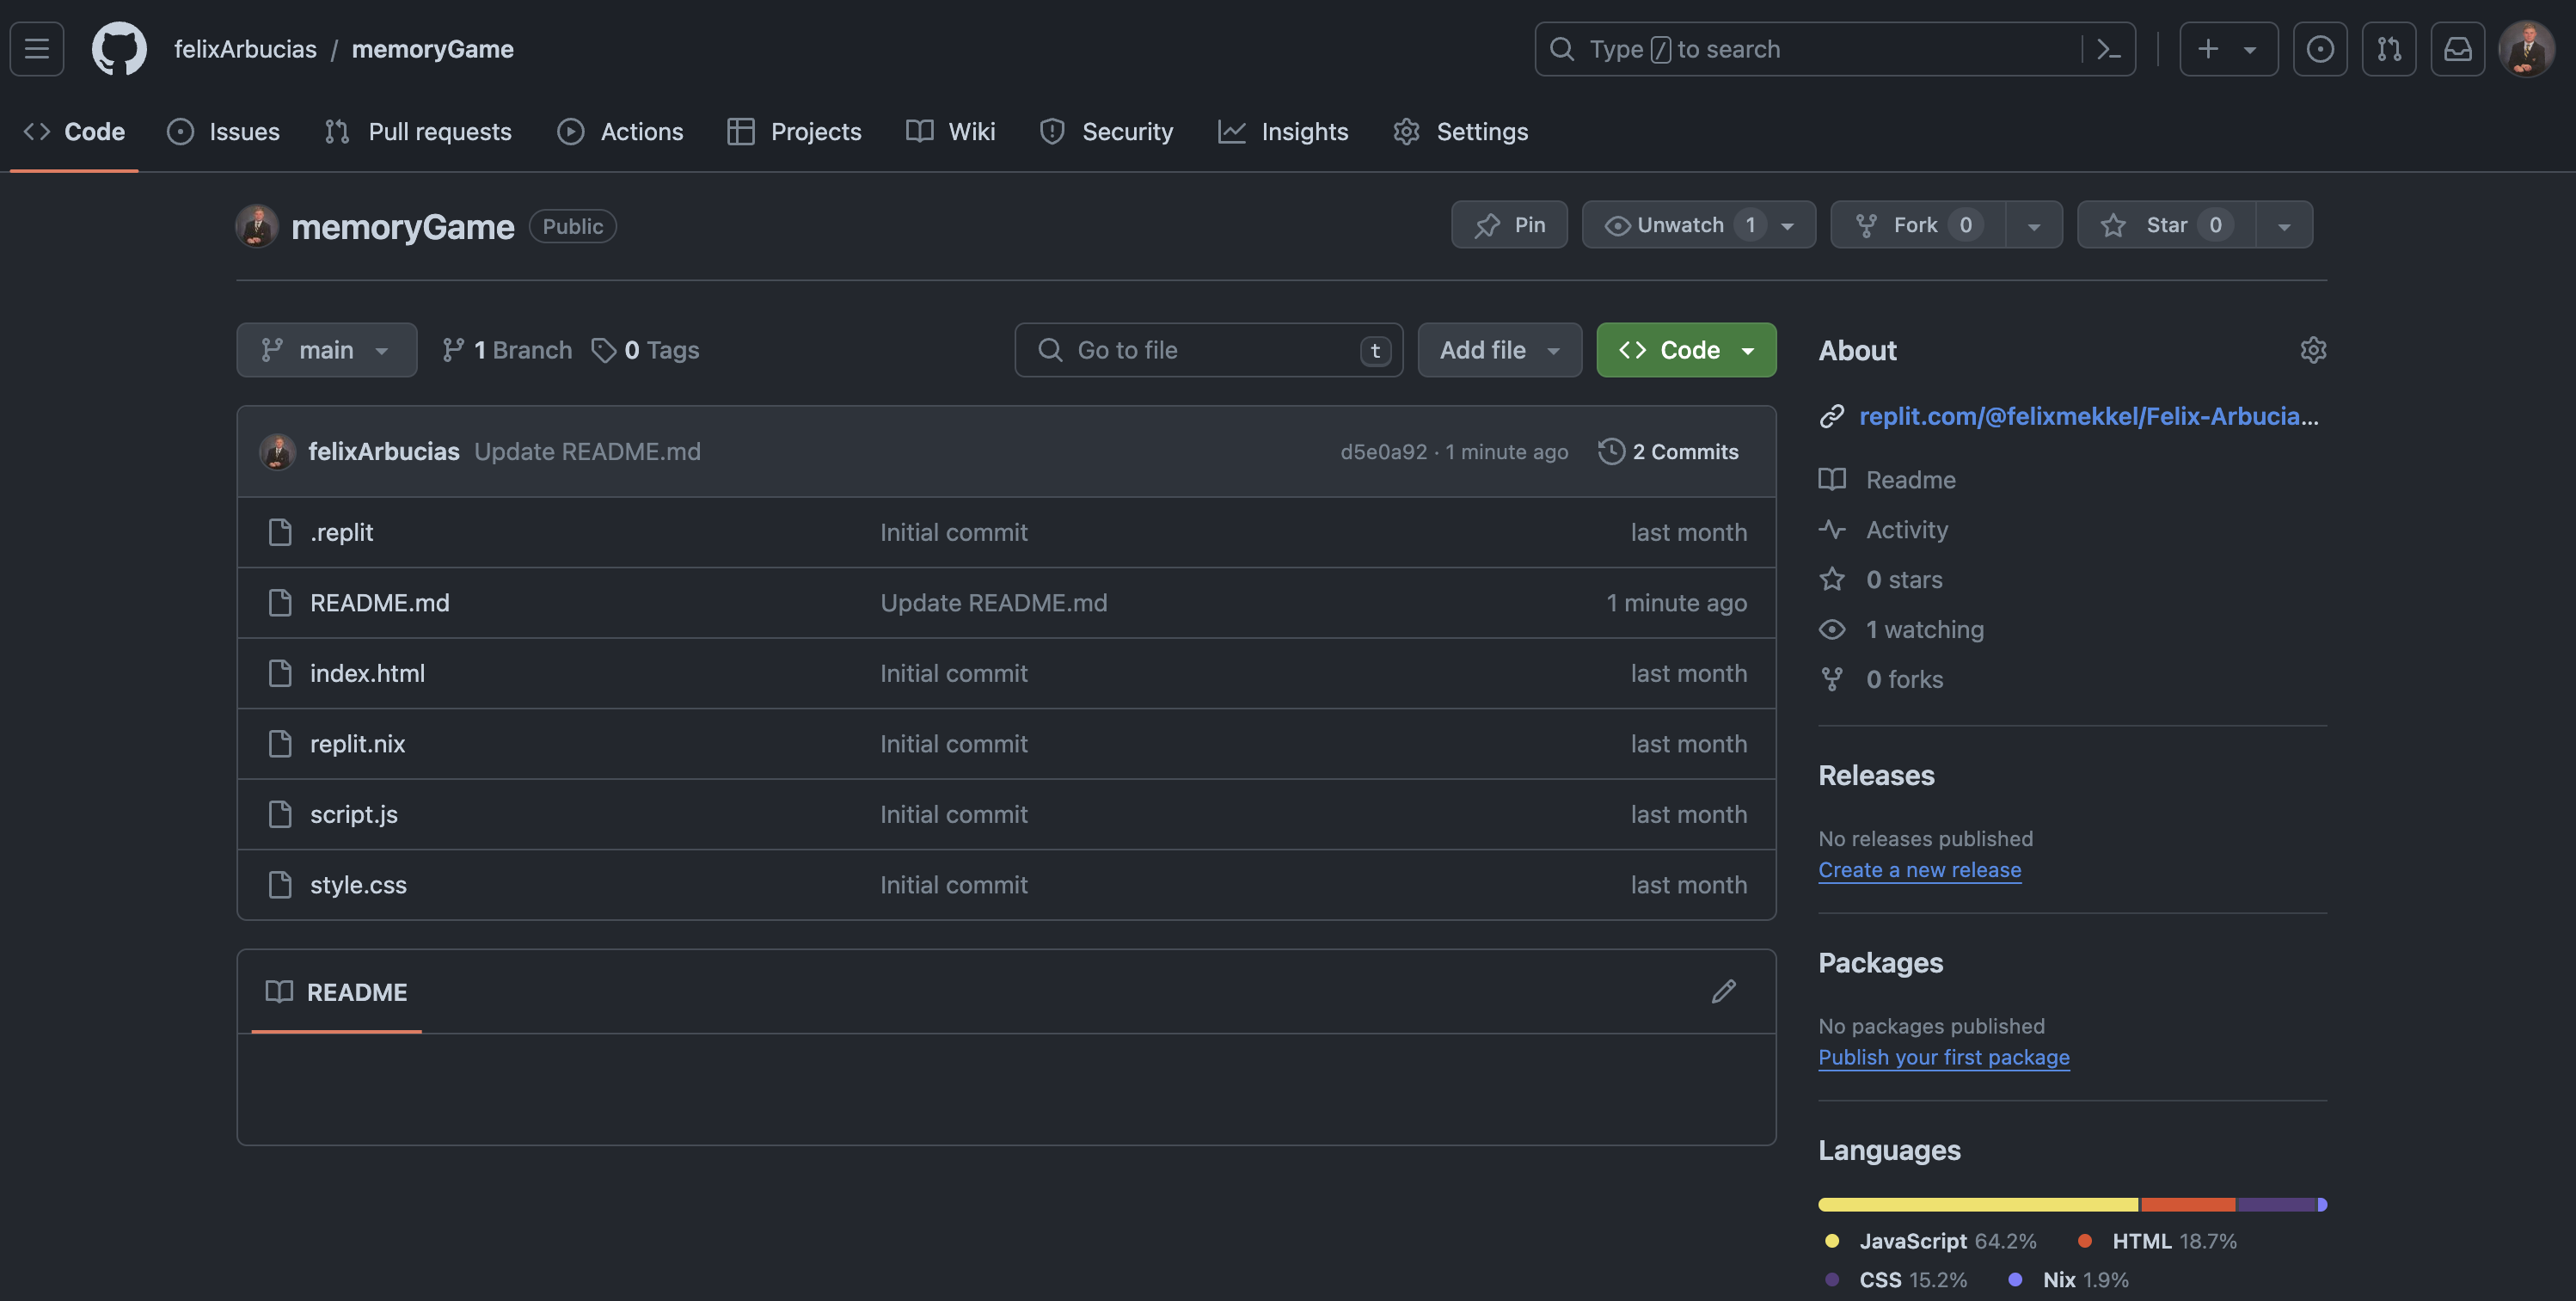 felixArbucias / memoryGame
Type / to search
Code Issues Pull requests Actions Projects Wiki Security Insights Settings
memoryGame Public
Pin Unwatch 1 Fork 0 Star 0
main 1 Branch 0 Tags Go to file t Add file Code
felixArbucias Update README.md d5e0a92 · 1 minute ago 2 Commits
.replit Initial commit last month
README.md Update README.md 1 minute ago
index.html Initial commit last month
replit.nix Initial commit last month
script.js Initial commit last month
style.css Initial commit last month
README
About
replit.com/@felixmekkel/Felix-Arbucia...
Readme
Activity
0 stars
1 watching
0 forks
Releases
No releases published
Create a new release
Packages
No packages published
Publish your first package
Languages
JavaScript 64.2% HTML 18.7%
CSS 15.2% Nix 1.9%